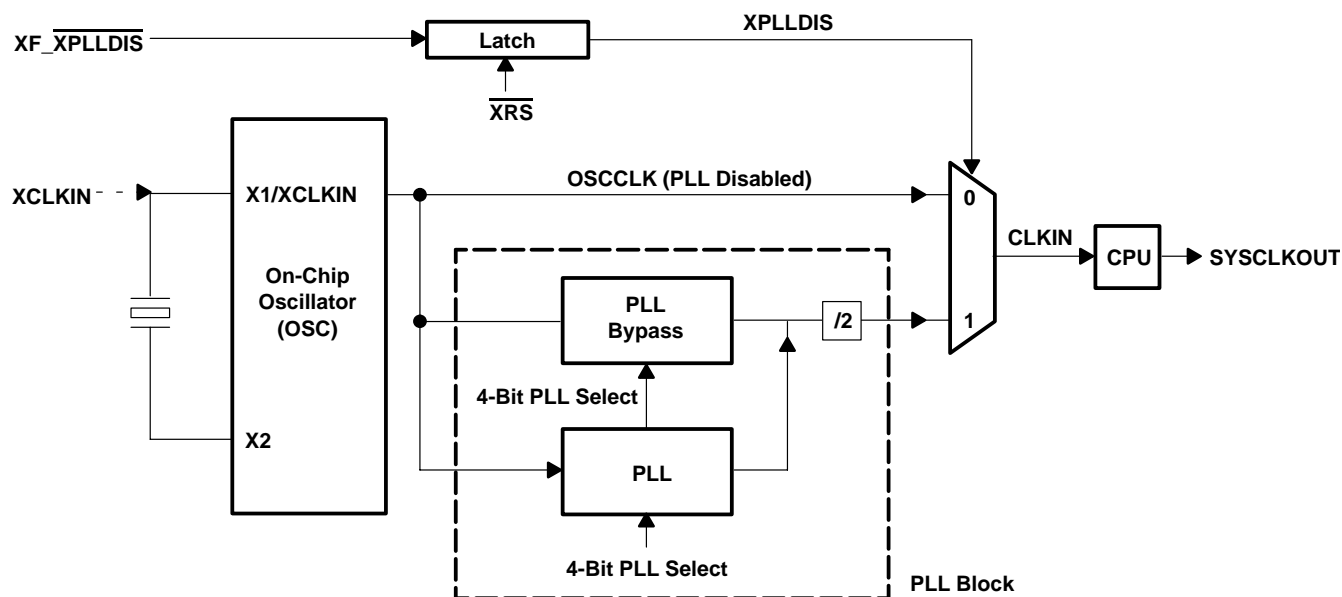 XPLLDIS
XF_XPLLDIS
Latch
XRS
XCLKIN
X1/XCLKIN
OSCCLK (PLL Disabled)
0
CLKIN
CPU
SYSCLKOUT
On-Chip
Oscillator
(OSC)
PLL
Bypass
/2
1
4-Bit PLL Select
X2
PLL
4-Bit PLL Select
PLL Block